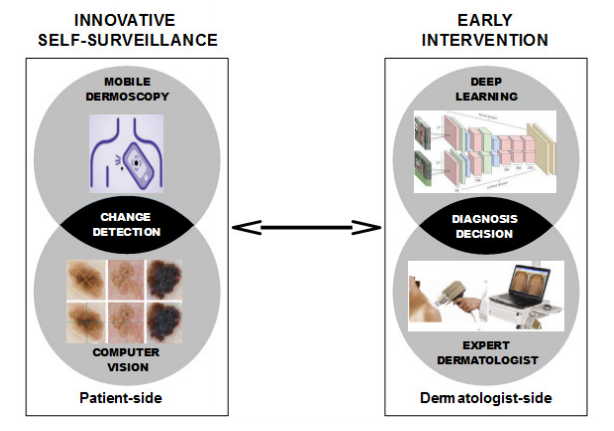 INNOVATIVE
SELF-SURVEILLANCE
MOBILE
DERMOSCOPY
CHANGE
DETECTION
COMPUTER
VISION
Patient-side
EARLY
INTERVENTION
DEEP
LEARNING
DIAGNOSIS
DECISION
EXPERT
DERMATOLOGIST
Dermatologist-side